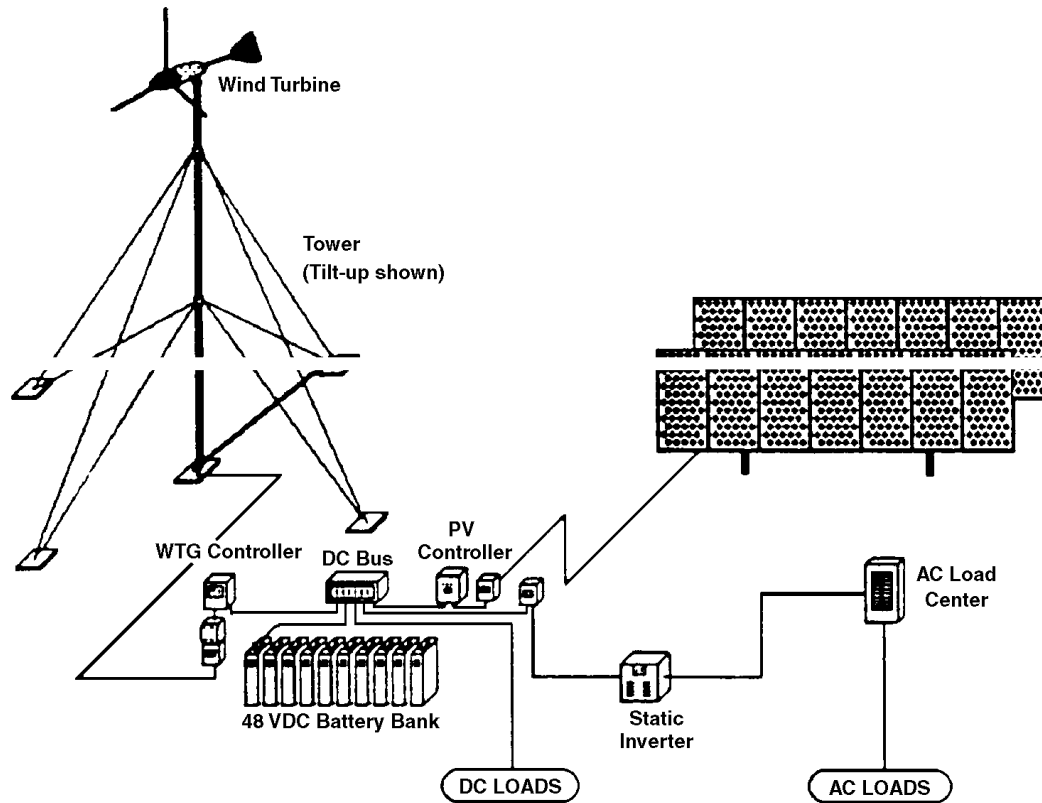 Wind Turbine
Tower
(Tilt-up shown)
WTG Controller
DC Bus
PV
Controller
AC Load
Center
48 VDC Battery Bank
Static
Inverter
DC LOADS
AC LOADS